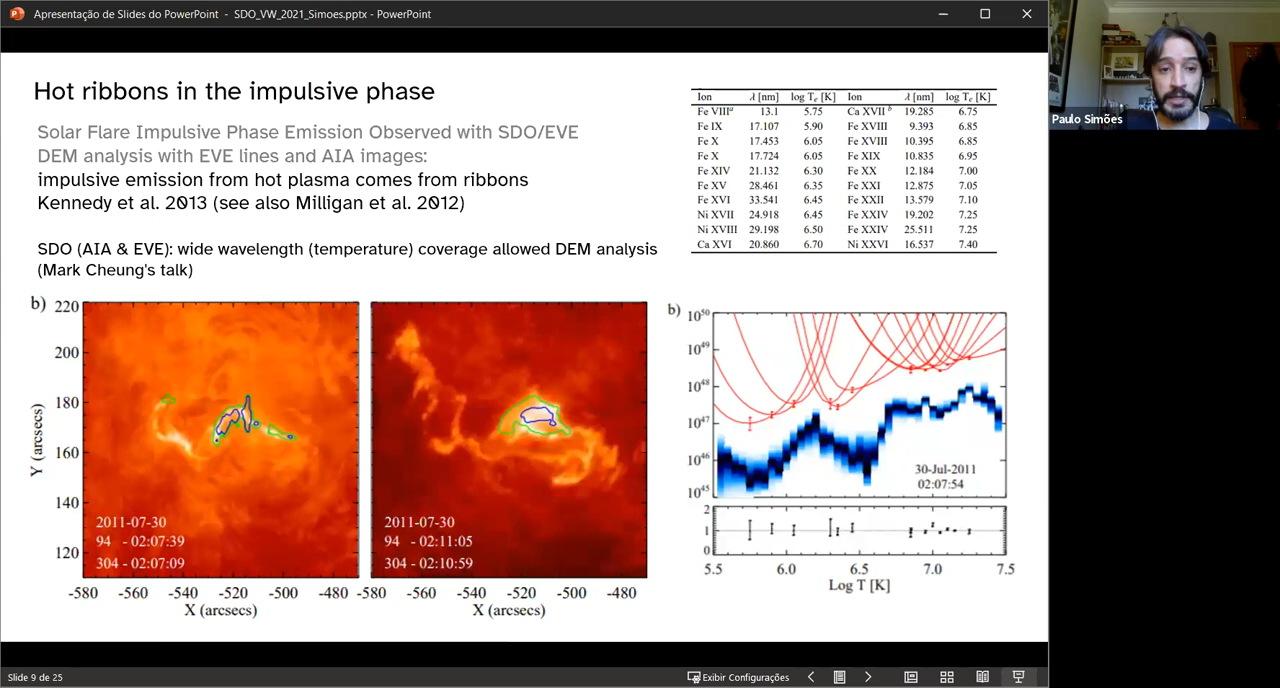 Apresentação de Slides do PowerPoint - SDO_VW_2021_Simoes.pptx - PowerPoint
Paulo Simões
Hot ribbons in the impulsive phase
Solar Flare Impulsive Phase Emission Observed with SDO/EVE
DEM analysis with EVE lines and AIA images:
impulsive emission from hot plasma comes from ribbons
Kennedy et al. 2013 (see also Milligan et al. 2012)
SDO (AIA & EVE): wide wavelength (temperature) coverage allowed DEM analysis
(Mark Cheung's talk)
Ion λ [nm] log Te [K] Ion λ [nm] log Te [K]
Fe VIIIa 13.1 5.75 Ca XVII b 19.285 6.75
Fe IX 17.107 5.90 Fe XVIII 9.393 6.85
Fe X 17.453 6.05 Fe XVIII 10.395 6.85
Fe X 17.724 6.05 Fe XIX 10.835 6.95
Fe XIV 21.132 6.30 Fe XX 12.184 7.00
Fe XV 28.461 6.35 Fe XXI 12.875 7.05
Fe XVI 33.541 6.45 Fe XXII 13.579 7.10
Ni XVII 24.918 6.45 Fe XXIV 19.202 7.25
Ni XVIII 29.198 6.50 Fe XXIV 25.511 7.25
Ca XVI 20.860 6.70 Ni XXVI 16.537 7.40
b)
220
200
180
160
140
120
Y (arcsecs)
2011-07-30
94 - 02:07:39
304 - 02:07:09
-580 -560 -540 -520 -500 -480
X (arcsecs)
2011-07-30
94 - 02:11:05
304 - 02:10:59
-580 -560 -540 -520 -500 -480
X (arcsecs)
b)
10^50
10^49
10^48
10^47
10^46
10^45
30-Jul-2011
02:07:54
2
1
0
5.5 6.0 6.5 7.0 7.5
Log T [K]
Slide 9 de 25
Exibir Configurações